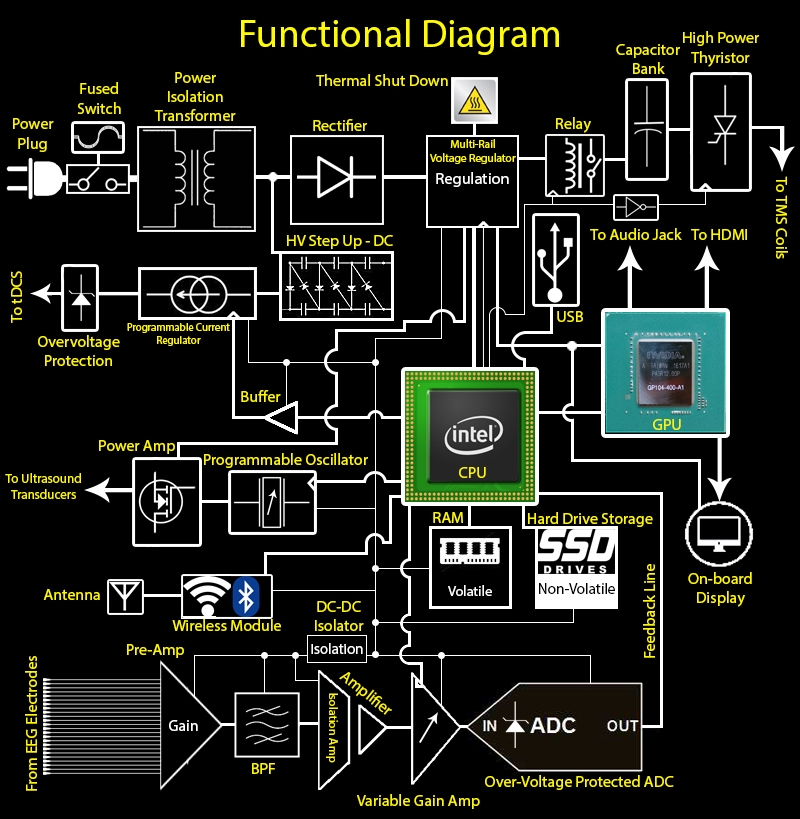 Functional Diagram
Power
Plug
Fused
Switch
Power
Isolation
Transformer
Rectifier
Thermal Shut Down
Multi-Rail
Voltage Regulator
Regulation
Relay
Capacitor
Bank
High Power
Thyristor
To TMS Coils
To Audio Jack
To HDMI
USB
HV Step Up - DC
To tDCS
Overvoltage
Protection
Programmable Current
Regulator
Buffer
intel
CPU
NVIDIA
GP104-400-A1
GPU
Power Amp
Programmable Oscillator
To Ultrasound
Transducers
RAM
Volatile
Hard Drive Storage
SSD
DRIVES
Non-Volatile
On-board
Display
Feedback Line
Antenna
Wireless Module
DC-DC
Isolator
Isolation
Pre-Amp
From EEG Electrodes
Gain
BPF
Isolation Amp
Amplifier
Variable Gain Amp
IN
ADC
OUT
Over-Voltage Protected ADC